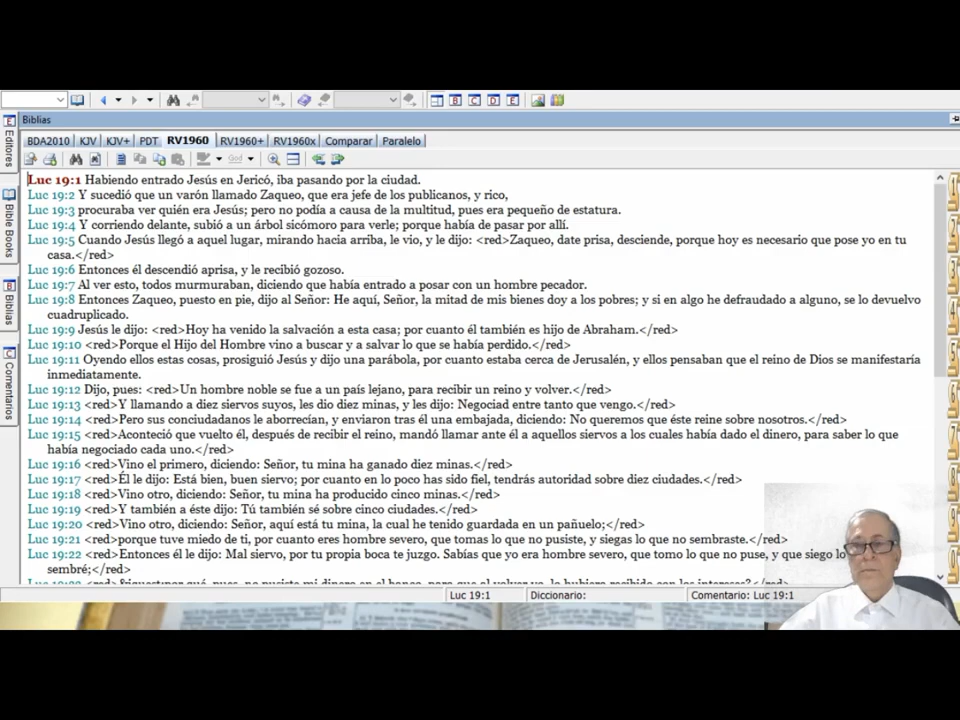 Biblias
BDA2010 KJV KJV+ PDT RV1960 RV1960+ RV1960x Comparar Paralelo
Editores
Bible Books
Biblias
Comentarios
Luc 19:1 Habiendo entrado Jesús en Jericó, iba pasando por la ciudad.
Luc 19:2 Y sucedió que un varón llamado Zaqueo, que era jefe de los publicanos, y rico,
Luc 19:3 procuraba ver quién era Jesús; pero no podía a causa de la multitud, pues era pequeño de estatura.
Luc 19:4 Y corriendo delante, subió a un árbol sicómoro para verle; porque había de pasar por allí.
Luc 19:5 Cuando Jesús llegó a aquel lugar, mirando hacia arriba, le vio, y le dijo: <red>Zaqueo, date prisa, desciende, porque hoy es necesario que pose yo en tu
casa.</red>
Luc 19:6 Entonces él descendió aprisa, y le recibió gozoso.
Luc 19:7 Al ver esto, todos murmuraban, diciendo que había entrado a posar con un hombre pecador.
Luc 19:8 Entonces Zaqueo, puesto en pie, dijo al Señor: He aquí, Señor, la mitad de mis bienes doy a los pobres; y si en algo he defraudado a alguno, se lo devuelvo
cuadruplicado.
Luc 19:9 Jesús le dijo: <red>Hoy ha venido la salvación a esta casa; por cuanto él también es hijo de Abraham.</red>
Luc 19:10 <red>Porque el Hijo del Hombre vino a buscar y a salvar lo que se había perdido.</red>
Luc 19:11 Oyendo ellos estas cosas, prosiguió Jesús y dijo una parábola, por cuanto estaba cerca de Jerusalén, y ellos pensaban que el reino de Dios se manifestaría
inmediatamente.
Luc 19:12 Dijo, pues: <red>Un hombre noble se fue a un país lejano, para recibir un reino y volver.</red>
Luc 19:13 <red>Y llamando a diez siervos suyos, les dio diez minas, y les dijo: Negociad entre tanto que vengo.</red>
Luc 19:14 <red>Pero sus conciudadanos le aborrecían, y enviaron tras él una embajada, diciendo: No queremos que éste reine sobre nosotros.</red>
Luc 19:15 <red>Aconteció que vuelto él, después de recibir el reino, mandó llamar ante él a aquellos siervos a los cuales había dado el dinero, para saber lo que
había negociado cada uno.</red>
Luc 19:16 <red>Vino el primero, diciendo: Señor, tu mina ha ganado diez minas.</red>
Luc 19:17 <red>Él le dijo: Está bien, buen siervo; por cuanto en lo poco has sido fiel, tendrás autoridad sobre diez ciudades.</red>
Luc 19:18 <red>Vino otro, diciendo: Señor, tu mina ha producido cinco minas.</red>
Luc 19:19 <red>Y también a éste dijo: Tú también sé sobre cinco ciudades.</red>
Luc 19:20 <red>Vino otro, diciendo: Señor, aquí está tu mina, la cual he tenido guardada en un pañuelo;</red>
Luc 19:21 <red>porque tuve miedo de ti, por cuanto eres hombre severo, que tomas lo que no pusiste, y siegas lo que no sembraste.</red>
Luc 19:22 <red>Entonces él le dijo: Mal siervo, por tu propia boca te juzgo. Sabías que yo era hombre severo, que tomo lo que no puse, y que siego lo
sembré;</red>
Luc 19:1 Diccionario: Comentario: Luc 19:1